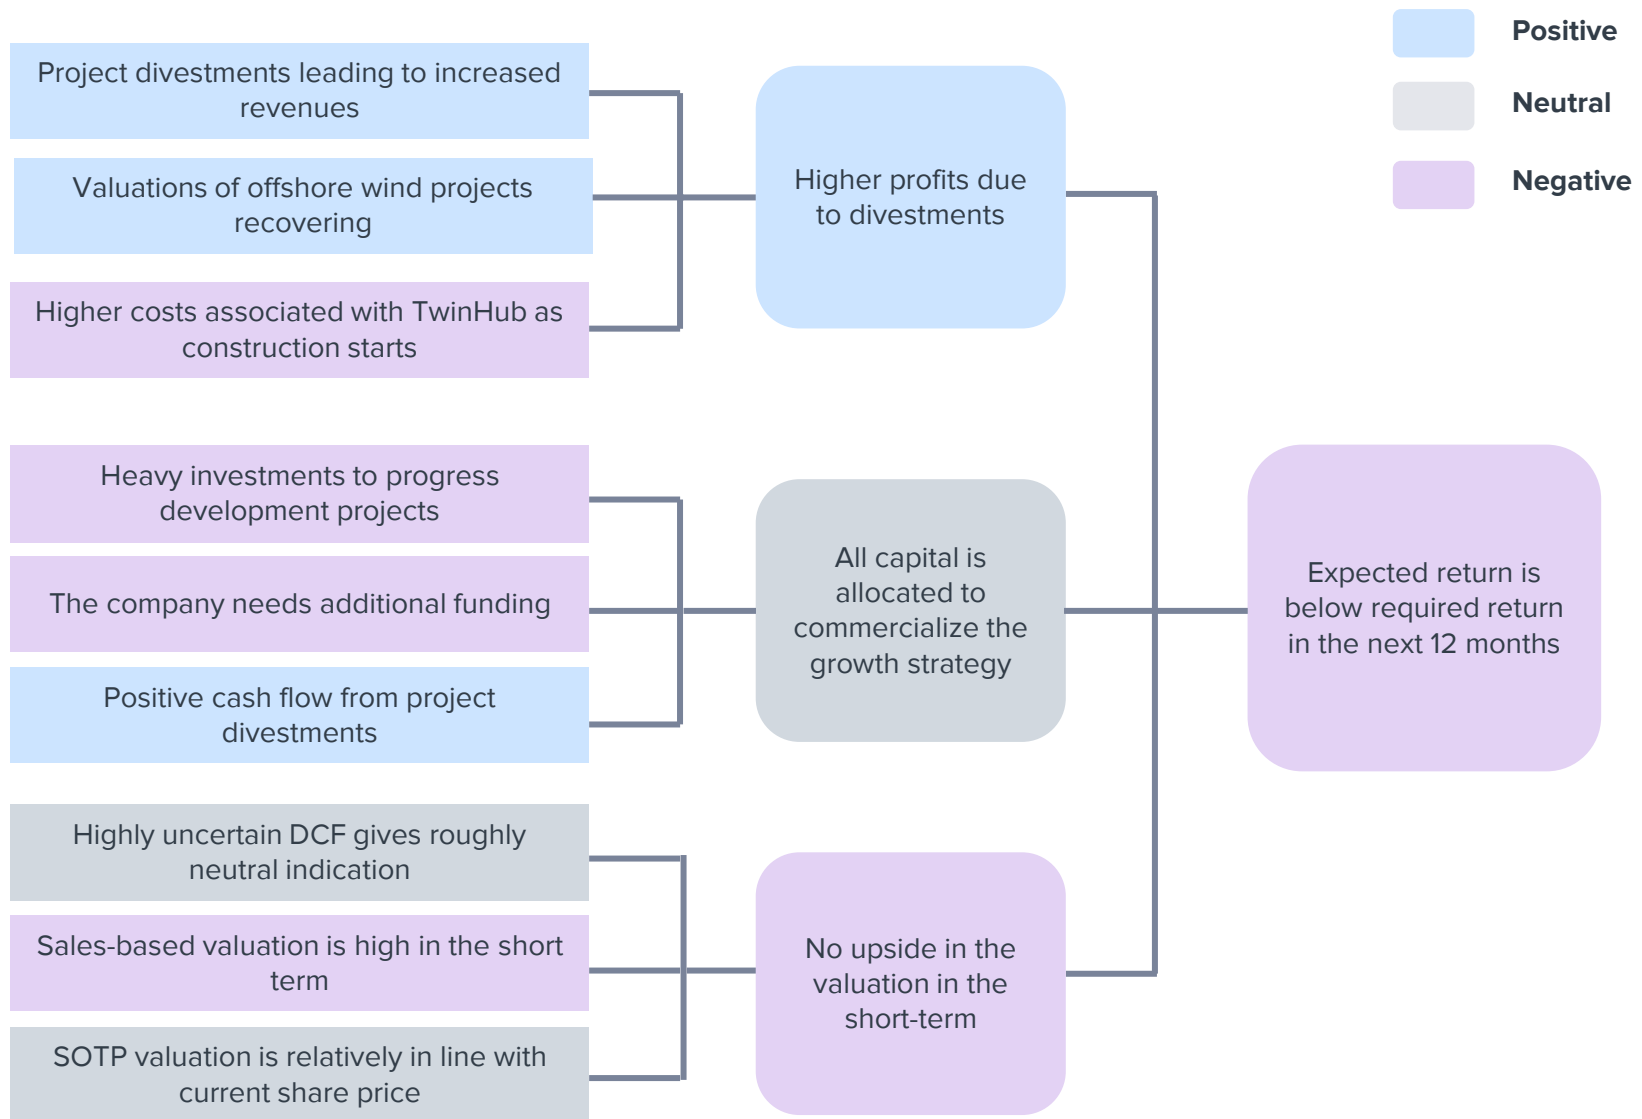 Positive
Neutral
Negative
Project divestments leading to increased
revenues
Valuations of offshore wind projects
recovering
Higher costs associated with TwinHub as
construction starts
Higher profits due
to divestments
Heavy investments to progress
development projects
The company needs additional funding
Positive cash flow from project
divestments
All capital is
allocated to
commercialize the
growth strategy
Highly uncertain DCF gives roughly
neutral indication
Sales-based valuation is high in the short
term
SOTP valuation is relatively in line with
current share price
No upside in the
valuation in the
short-term
Expected return is
below required return
in the next 12 months